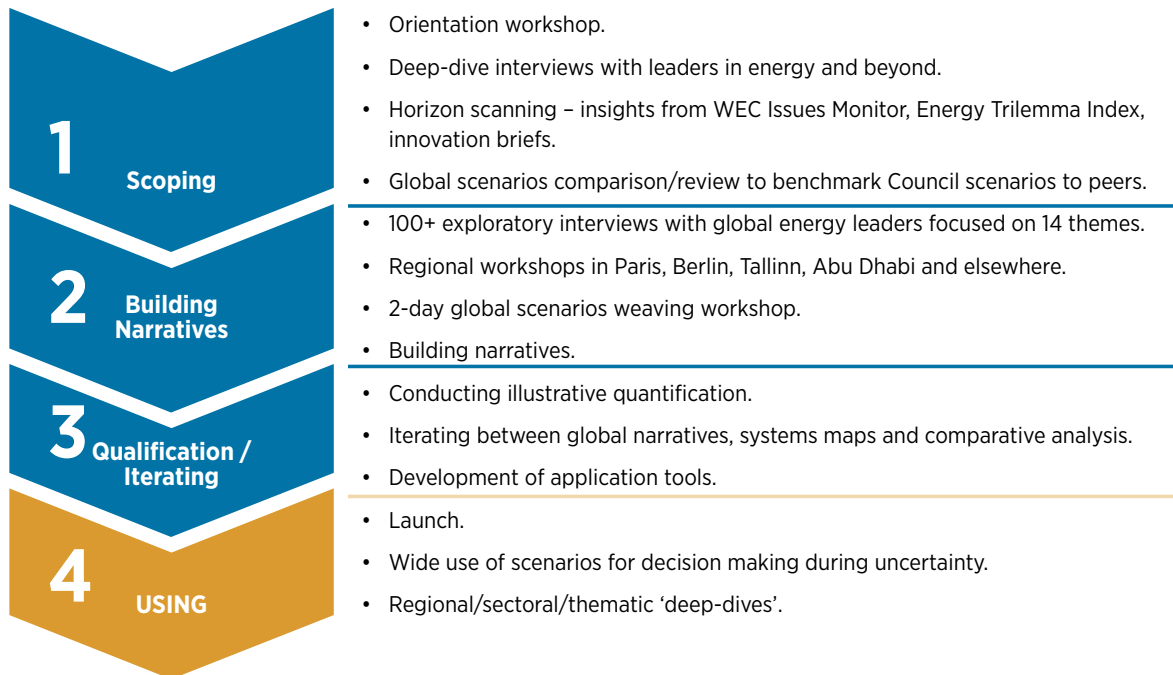 1
Scoping
• Orientation workshop.
• Deep-dive interviews with leaders in energy and beyond.
• Horizon scanning – insights from WEC Issues Monitor, Energy Trilemma Index,
innovation briefs.
• Global scenarios comparison/review to benchmark Council scenarios to peers.
2
Building
Narratives
• 100+ exploratory interviews with global energy leaders focused on 14 themes.
• Regional workshops in Paris, Berlin, Tallinn, Abu Dhabi and elsewhere.
• 2-day global scenarios weaving workshop.
• Building narratives.
3
Qualification /
Iterating
• Conducting illustrative quantification.
• Iterating between global narratives, systems maps and comparative analysis.
• Development of application tools.
4
USING
• Launch.
• Wide use of scenarios for decision making during uncertainty.
• Regional/sectoral/thematic ‘deep-dives’.